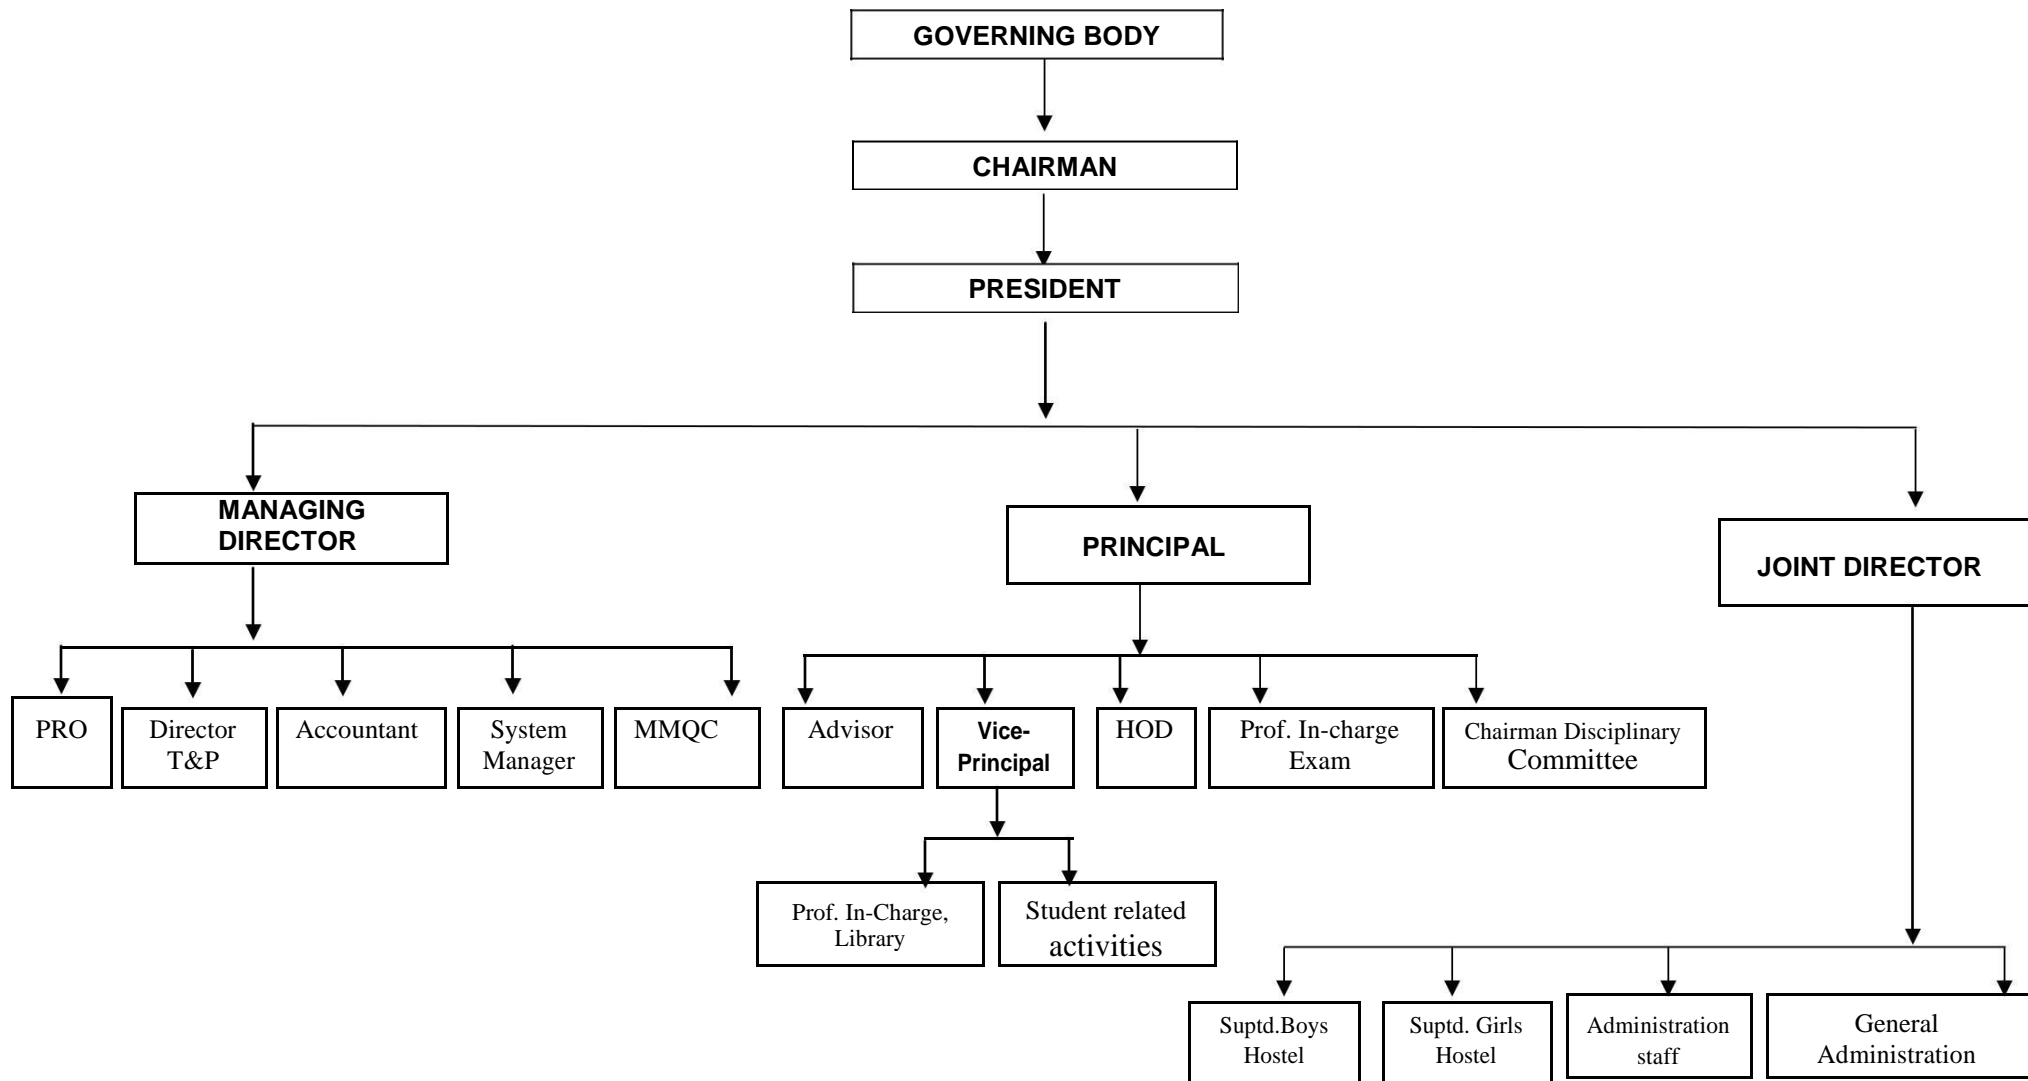 GOVERNING BODY
CHAIRMAN
PRESIDENT
MANAGING
DIRECTOR
PRINCIPAL
JOINT DIRECTOR
PRO
Director
T&P
Accountant
System
Manager
MMQC
Advisor
Vice-
Principal
HOD
Prof. In-charge
Exam
Chairman Disciplinary
Committee
Prof. In-Charge,
Library
Student related
activities
Suptd.Boys
Hostel
Suptd. Girls
Hostel
Administration
staff
General
Administration